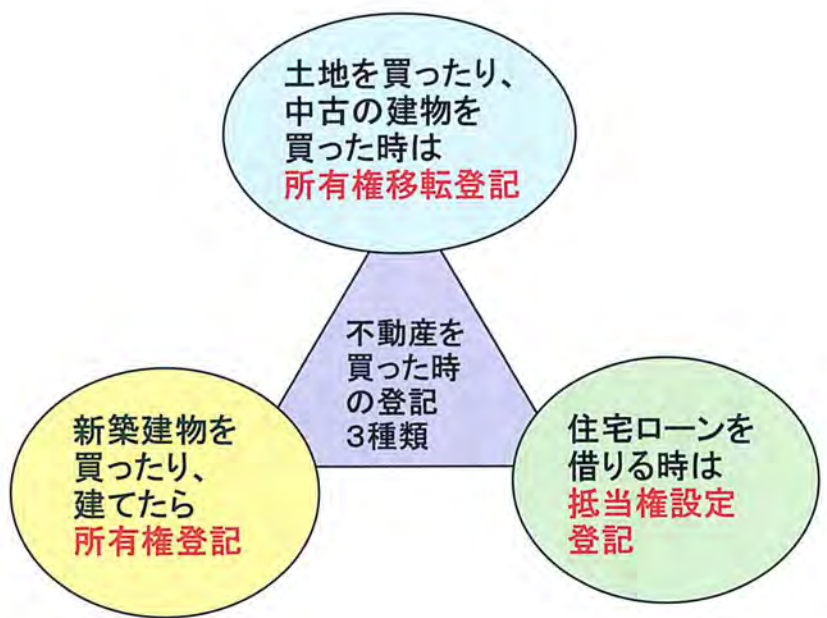 土地を買ったり、
中古の建物を
買った時は
所有権移転登記
不動産を
買った時
の登記
3種類
新築建物を
買ったり、
建てたら
所有権登記
住宅ローンを
借りる時は
抵当権設定
登記